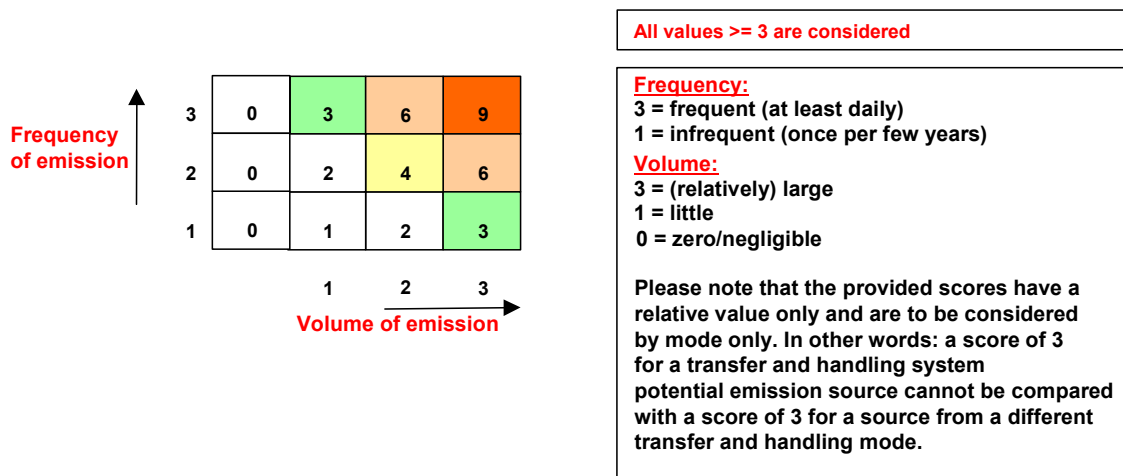 All values >= 3 are considered
Frequency
of emission
3 0 3 6 9
2 0 2 4 6
1 0 1 2 3
1 2 3
Volume of emission
Frequency:
3 = frequent (at least daily)
1 = infrequent (once per few years)
Volume:
3 = (relatively) large
1 = little
0 = zero/negligible
Please note that the provided scores have a
relative value only and are to be considered
by mode only. In other words: a score of 3
for a transfer and handling system
potential emission source cannot be compared
with a score of 3 for a source from a different
transfer and handling mode.